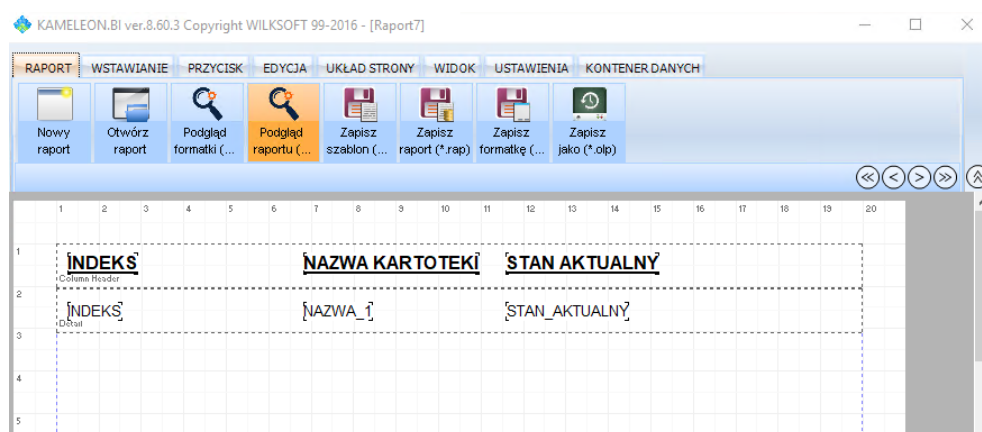 KAMELEON.BI ver.8.60.3 Copyright WILKSOFT 99-2016 - [Raport7]
RAPORT WSTAWIANIE PRZYCISK EDYCJA UKŁAD STRONY WIDOK USTAWIENIA KONTENER DANYCH
Nowy raport
Otwórz raport
Podgląd formatki (...
Podgląd raportu (...
Zapisz szablon (...
Zapisz raport (*.rap)
Zapisz formatkę (...
Zapisz jako (*.olp)
1 2 3 4 5 6 7 8 9 10 11 12 13 14 15 16 17 18 19 20
1
INDEKS NAZWA KARTOTEKI STAN AKTUALNY
Column Header
2
INDEKS NAZWA_1 STAN_AKTUALNY
Detail
3
4
5